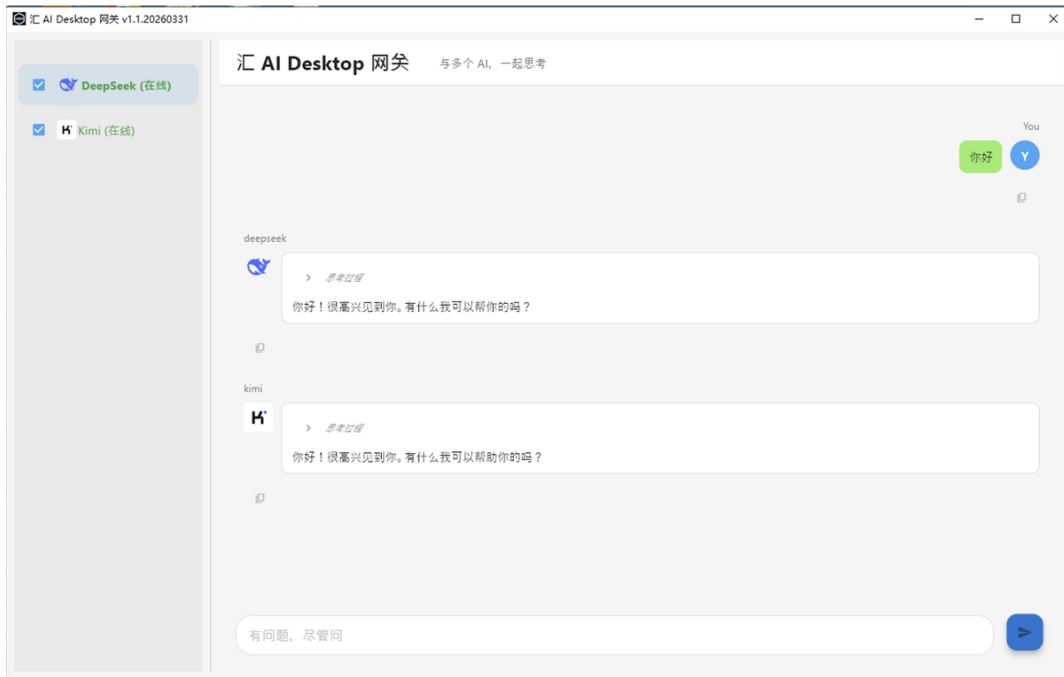 汇 AI Desktop 网关 v1.1.20260331
DeepSeek (在线)
Kimi (在线)
汇 AI Desktop 网关
与多个 AI，一起思考
You
你好
Y
deepseek
思考过程
你好！很高兴见到你。有什么我可以帮你的吗？
kimi
K
思考过程
你好！很高兴见到你。有什么我可以帮助你的吗？
有问题，尽管问